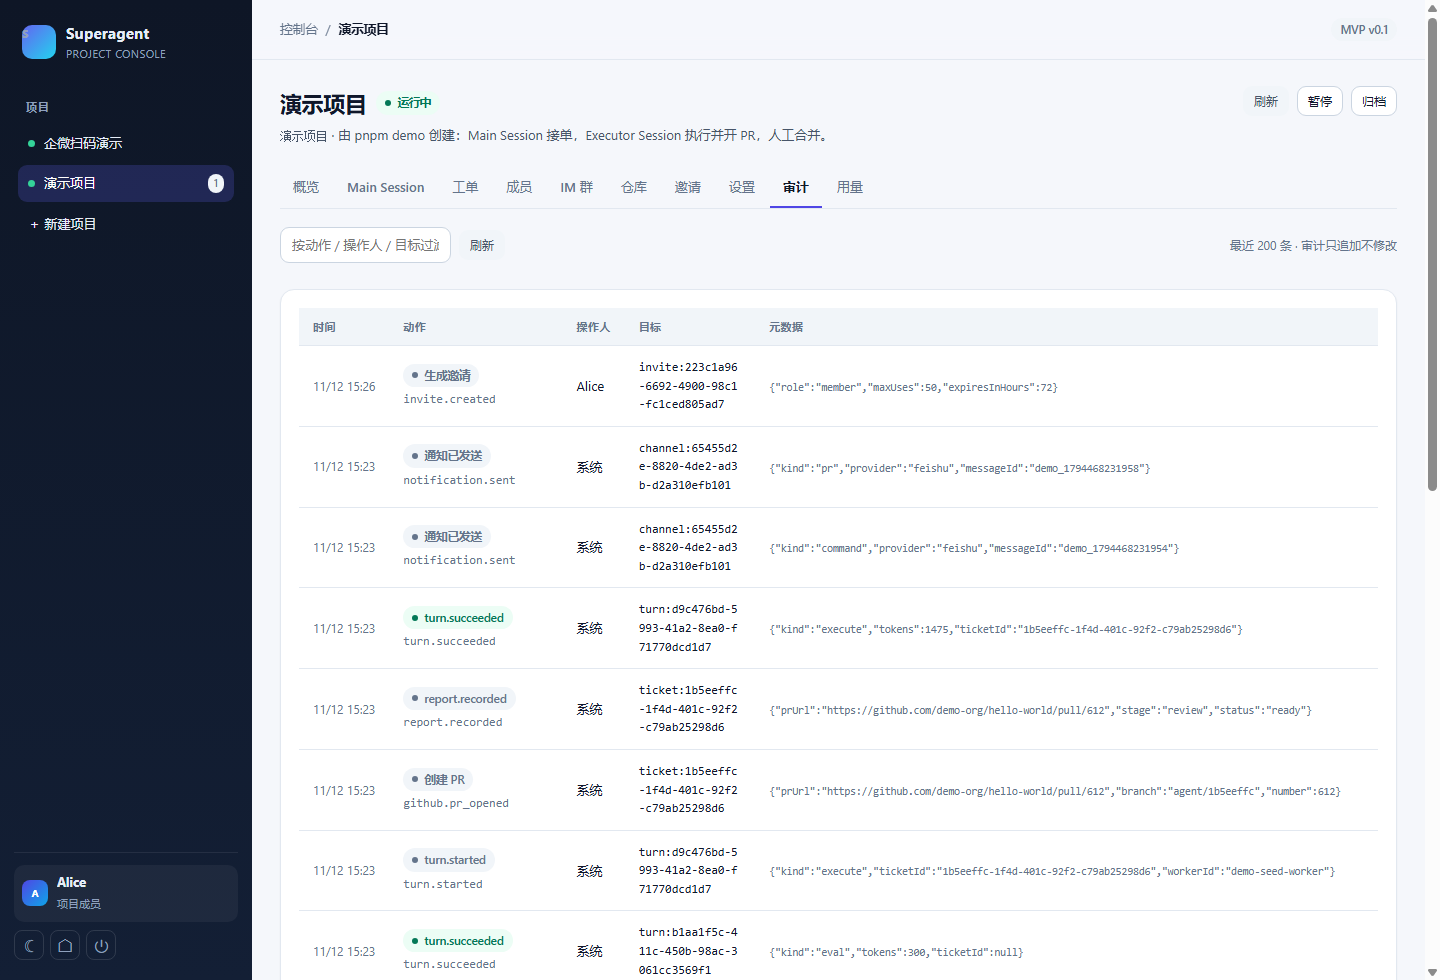 Superagent
PROJECT CONSOLE
项目
企微扫码演示
演示项目 1
+ 新建项目
Alice
项目成员
A
控制台 / 演示项目
MVP v0.1
演示项目 运行中
刷新 暂停 归档
演示项目 · 由 pnpm demo 创建：Main Session 接单，Executor Session 执行并开 PR，人工合并。
概览 Main Session 工单 成员 IM 群 仓库 邀请 设置 审计 用量
按动作 / 操作人 / 目标过滤 刷新
最近 200 条 · 审计只追加不修改
时间 动作 操作人 目标 元数据
11/12 15:26 生成邀请
invite.created
Alice
invite:223c1a96
-6692-4900-98c1
-fc1ced805ad7
{"role":"member","maxUses":50,"expiresInHours":72}
11/12 15:23 通知已发送
notification.sent
系统
channel:65455d2
e-8820-4de2-ad3
b-d2a310efb101
{"kind":"pr","provider":"feishu","messageId":"demo_1794468231958"}
11/12 15:23 通知已发送
notification.sent
系统
channel:65455d2
e-8820-4de2-ad3
b-d2a310efb101
{"kind":"command","provider":"feishu","messageId":"demo_1794468231954"}
11/12 15:23 turn.succeeded
turn.succeeded
系统
turn:d9c476bd-5
993-41a2-8ea0-f
71770dcd1d7
{"kind":"execute","tokens":1475,"ticketId":"1b5eeffc-1f4d-401c-92f2-c79ab25298d6"}
11/12 15:23 report.recorded
report.recorded
系统
ticket:1b5eeffc
-1f4d-401c-92f2
-c79ab25298d6
{"prUrl":"https://github.com/demo-org/hello-world/pull/612","stage":"review","status":"ready"}
11/12 15:23 创建 PR
github.pr_opened
系统
ticket:1b5eeffc
-1f4d-401c-92f2
-c79ab25298d6
{"prUrl":"https://github.com/demo-org/hello-world/pull/612","branch":"agent/1b5eeffc","number":612}
11/12 15:23 turn.started
turn.started
系统
turn:d9c476bd-5
993-41a2-8ea0-f
71770dcd1d7
{"kind":"execute","ticketId":"1b5eeffc-1f4d-401c-92f2-c79ab25298d6","workerId":"demo-seed-worker"}
11/12 15:23 turn.succeeded
turn.succeeded
系统
turn:b1aa1f5c-4
11c-450b-98ac-3
061cc3569f1
{"kind":"eval","tokens":300,"ticketId":null}